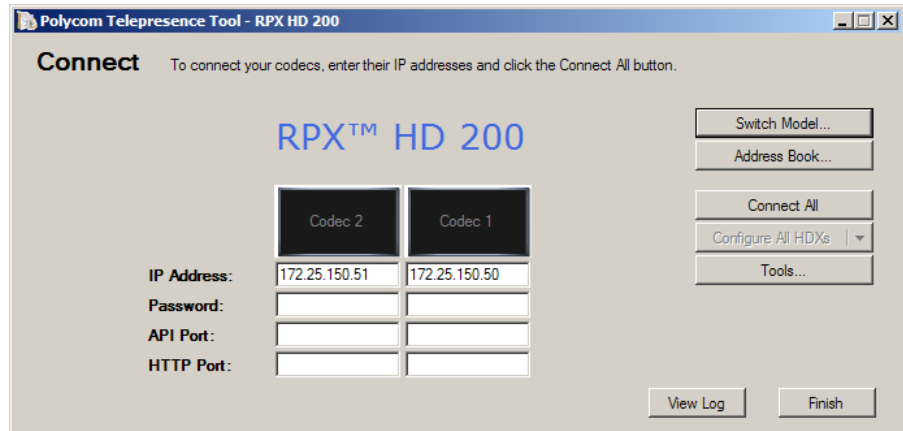 Polycom Telepresence Tool - RPX HD 200
Connect To connect your codecs, enter their IP addresses and click the Connect All button.
RPX™ HD 200
Switch Model...
Address Book...
Codec 2 Codec 1
Connect All
Configure All HDXs
IP Address: 172.25.150.51 172.25.150.50
Tools...
Password:
API Port:
HTTP Port:
View Log Finish